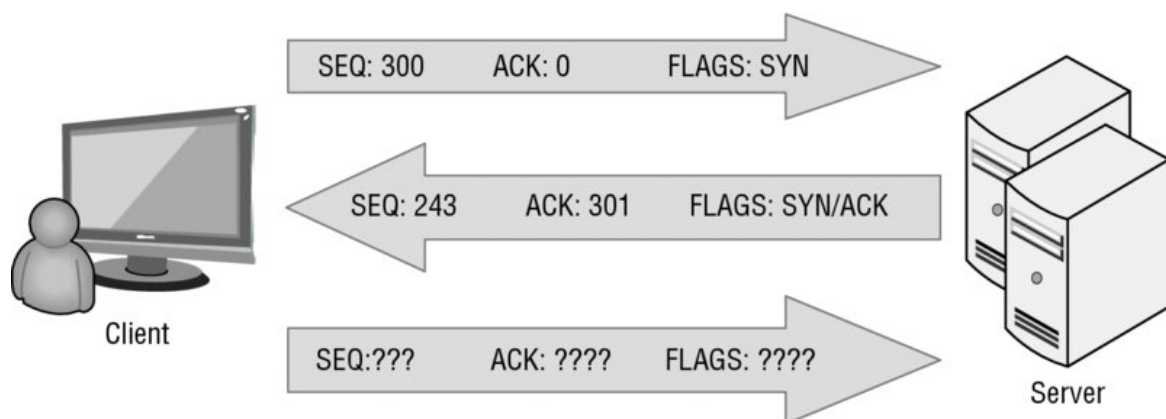 SEQ: 300 ACK: 0 FLAGS: SYN
SEQ: 243 ACK: 301 FLAGS: SYN/ACK
Client
SEQ:??? ACK: ???? FLAGS: ????
Server